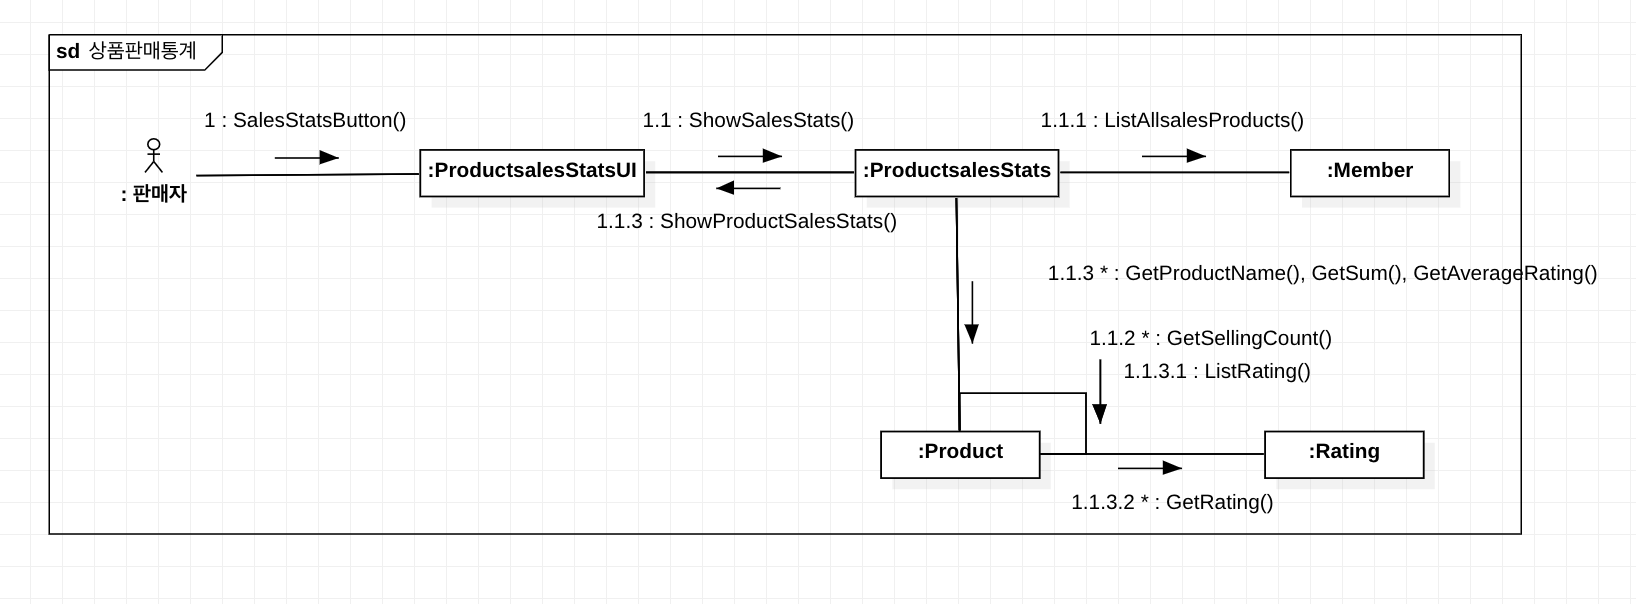 sd 상품판매통계
1 : SalesStatsButton()
1.1 : ShowSalesStats()
1.1.1 : ListAllsalesProducts()
: 판매자
:ProductsalesStatsUI
:ProductsalesStats
:Member
1.1.3 : ShowProductSalesStats()
1.1.3 * : GetProductName(), GetSum(), GetAverageRating()
1.1.2 * : GetSellingCount()
1.1.3.1 : ListRating()
:Product
:Rating
1.1.3.2 * : GetRating()